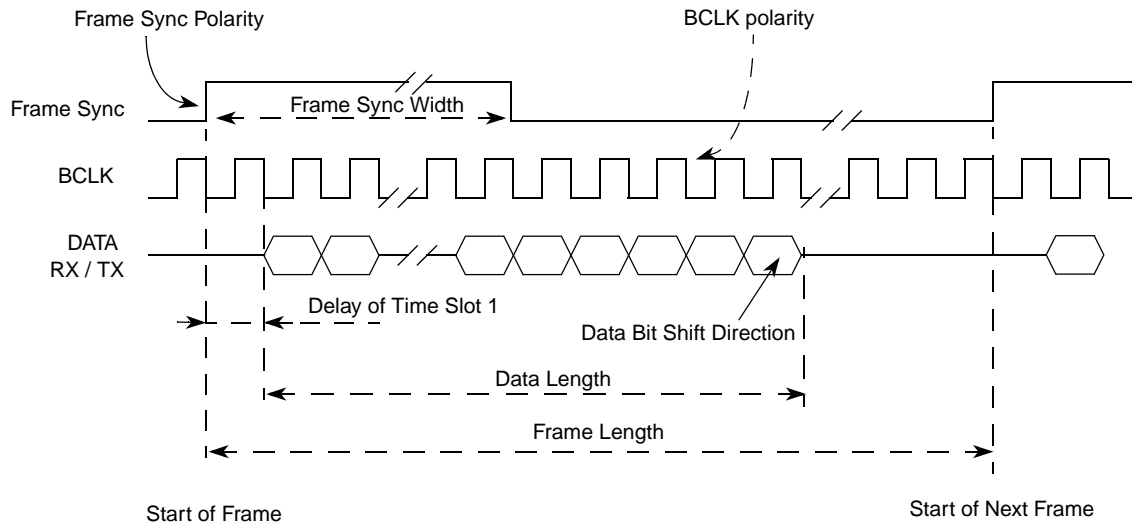 Frame Sync Polarity
BCLK polarity
Frame Sync
Frame Sync Width
BCLK
DATA
RX / TX
Delay of Time Slot 1
Data Bit Shift Direction
Data Length
Frame Length
Start of Frame
Start of Next Frame